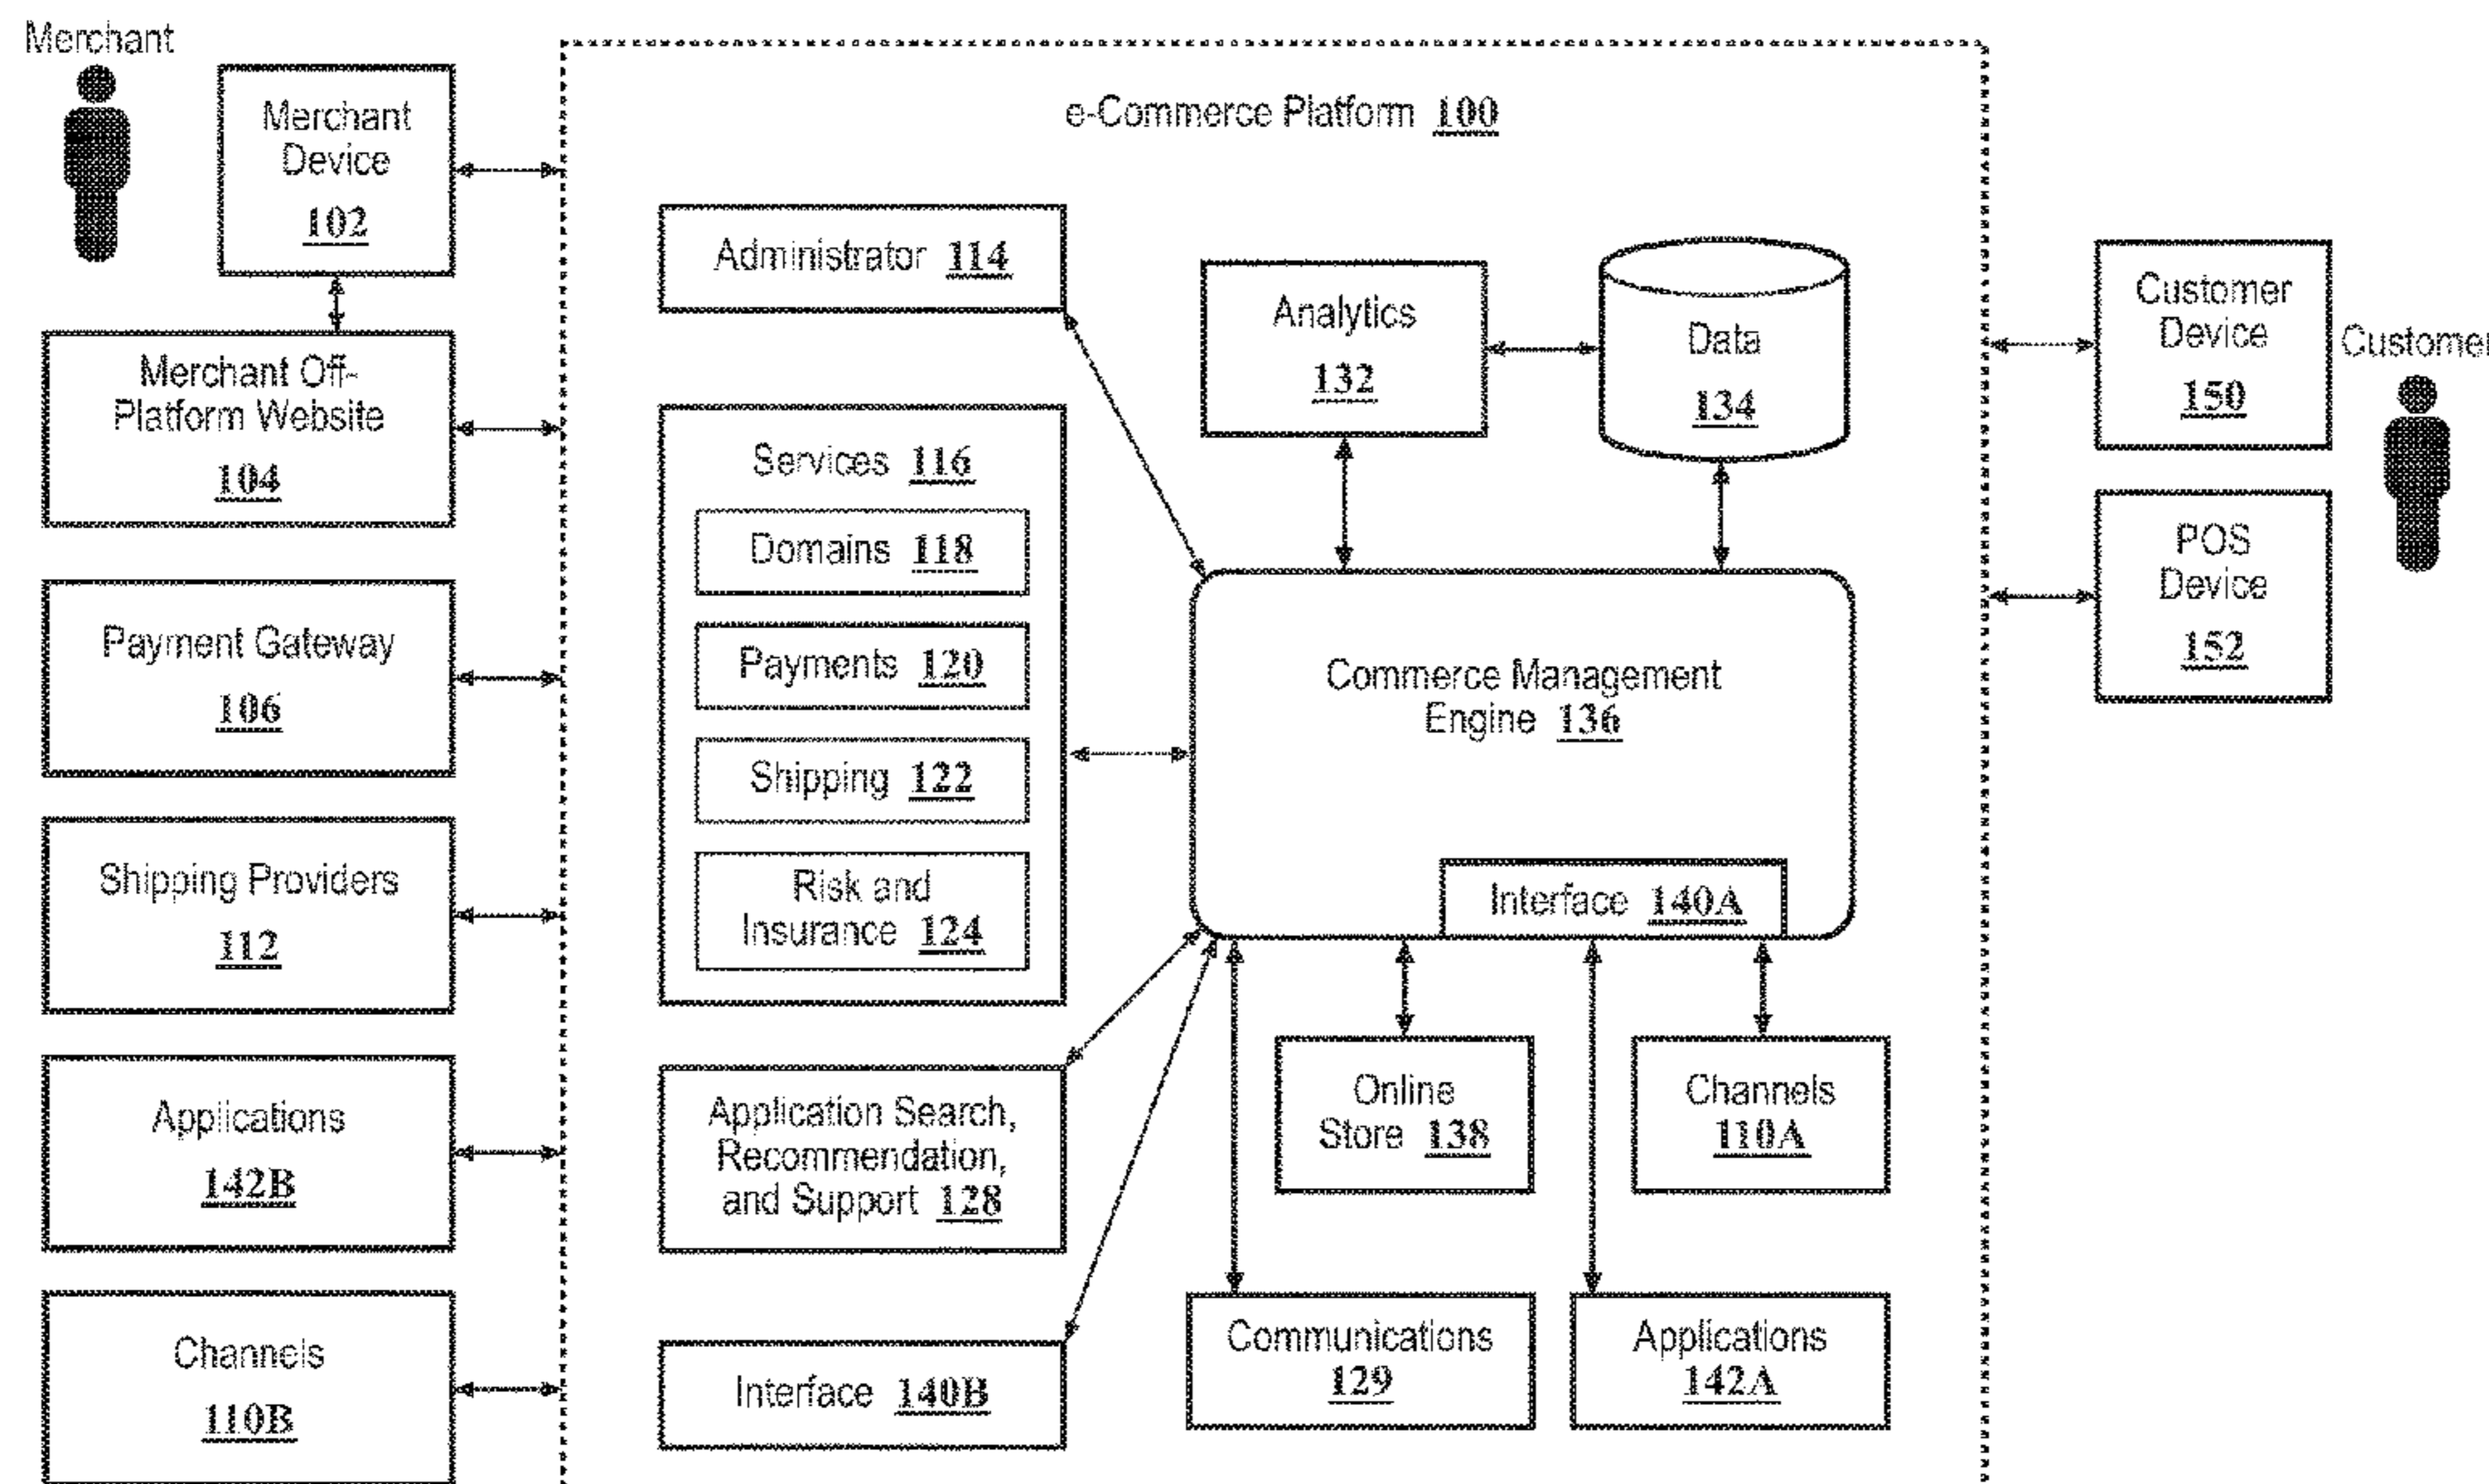 Merchant
Merchant
Device
102
Merchant Off-
Platform Website
104
Payment Gateway
106
Shipping Providers
112
Applications
142B
Channels
110B
e-Commerce Platform 100
Administrator 114
Services 116
Domains 118
Payments 120
Shipping 122
Risk and
Insurance 124
Application Search,
Recommendation,
and Support 128
Interface 140B
Analytics
132
Data
134
Commerce Management
Engine 136
Interface 140A
Online
Store 138
Channels
110A
Communications
129
Applications
142A
Customer
Device
150
Customer
POS
Device
152